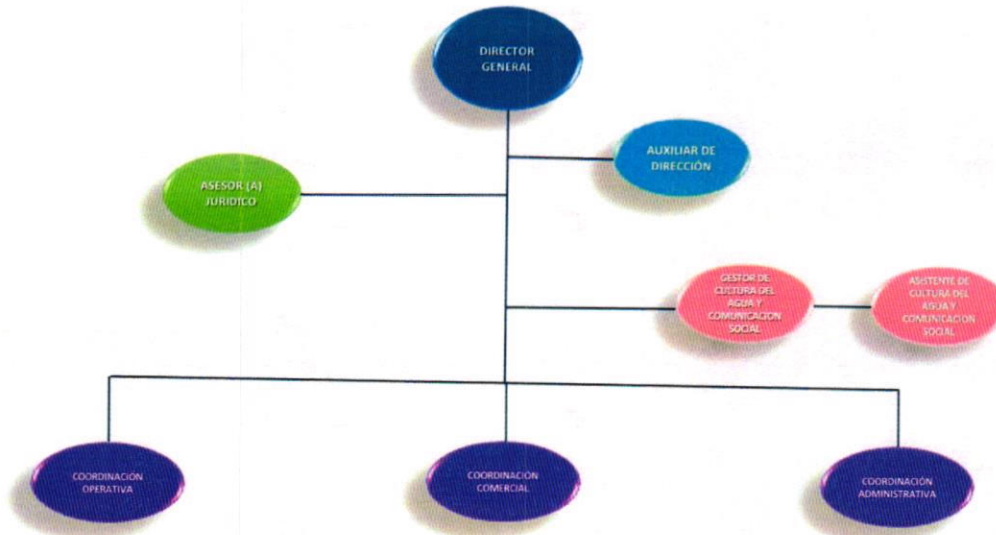 DIRECTOR
GENERAL
AUXILIAR DE
DIRECCIÓN
ASESOR (A)
JURIDICO
GESTOR DE
CULTURA DEL
AGUA Y
COMUNICACION
SOCIAL
ASISTENTE DE
CULTURA DEL
AGUA Y
COMUNICACION
SOCIAL
COORDINACIÓN
OPERATIVA
COORDINACIÓN
COMERCIAL
COORDINACIÓN
ADMINISTRATIVA